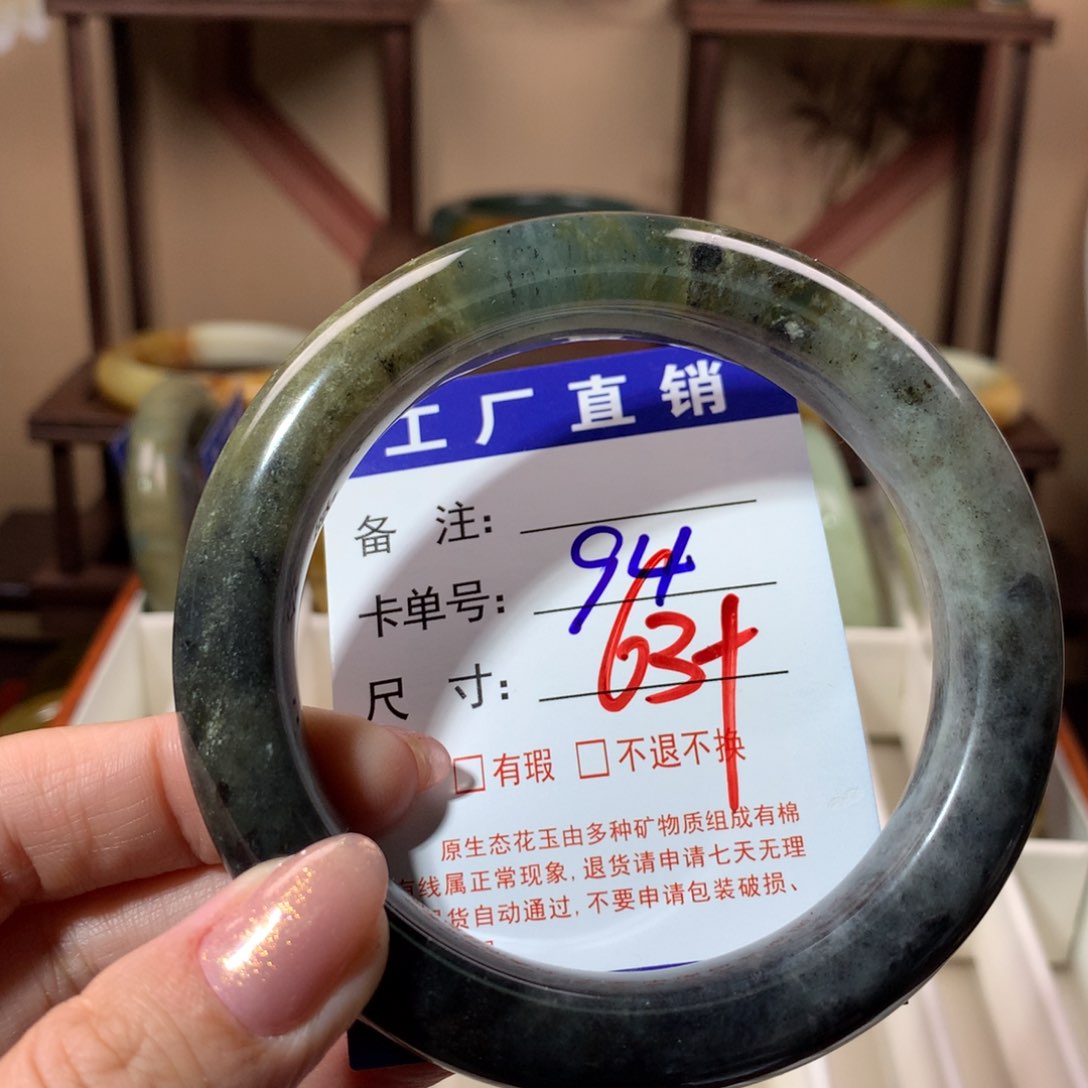 工厂直销
备 注:
卡单号: 94
尺 寸: 63+
□有瑕 □不退不换
原生态花玉由多种矿物质组成有棉
有线属正常现象,退货请申请七天无理
货自动通过,不要申请包装破损、